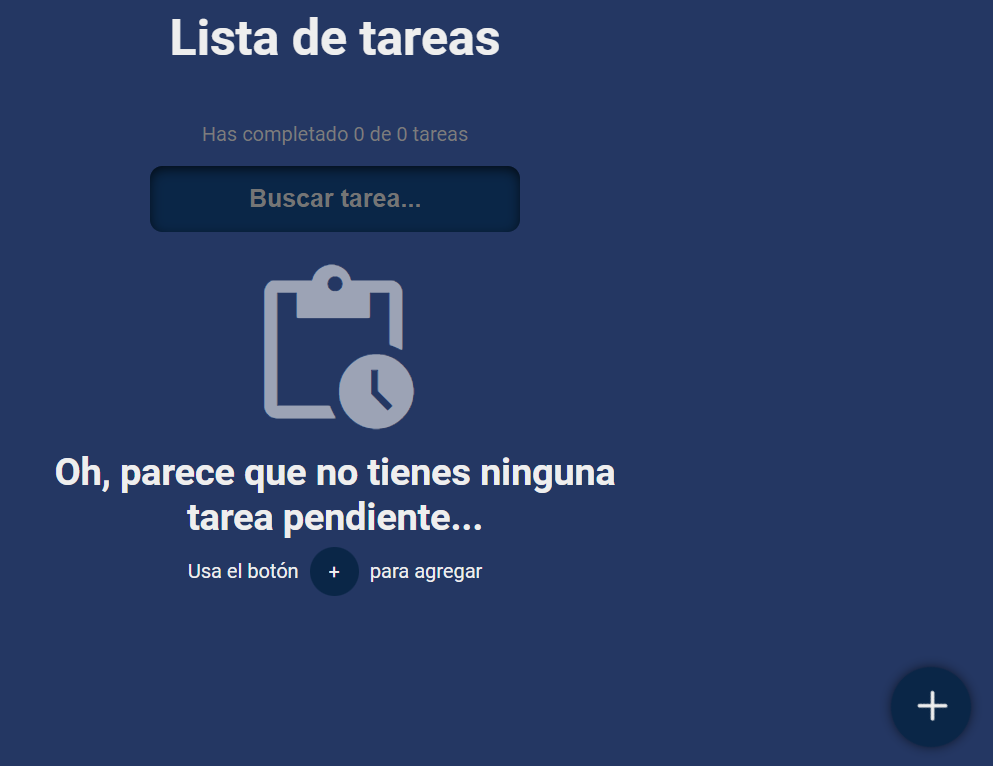 Lista de tareas
Has completado 0 de 0 tareas
Buscar tarea...
Oh, parece que no tienes ninguna
tarea pendiente...
Usa el botón + para agregar
+